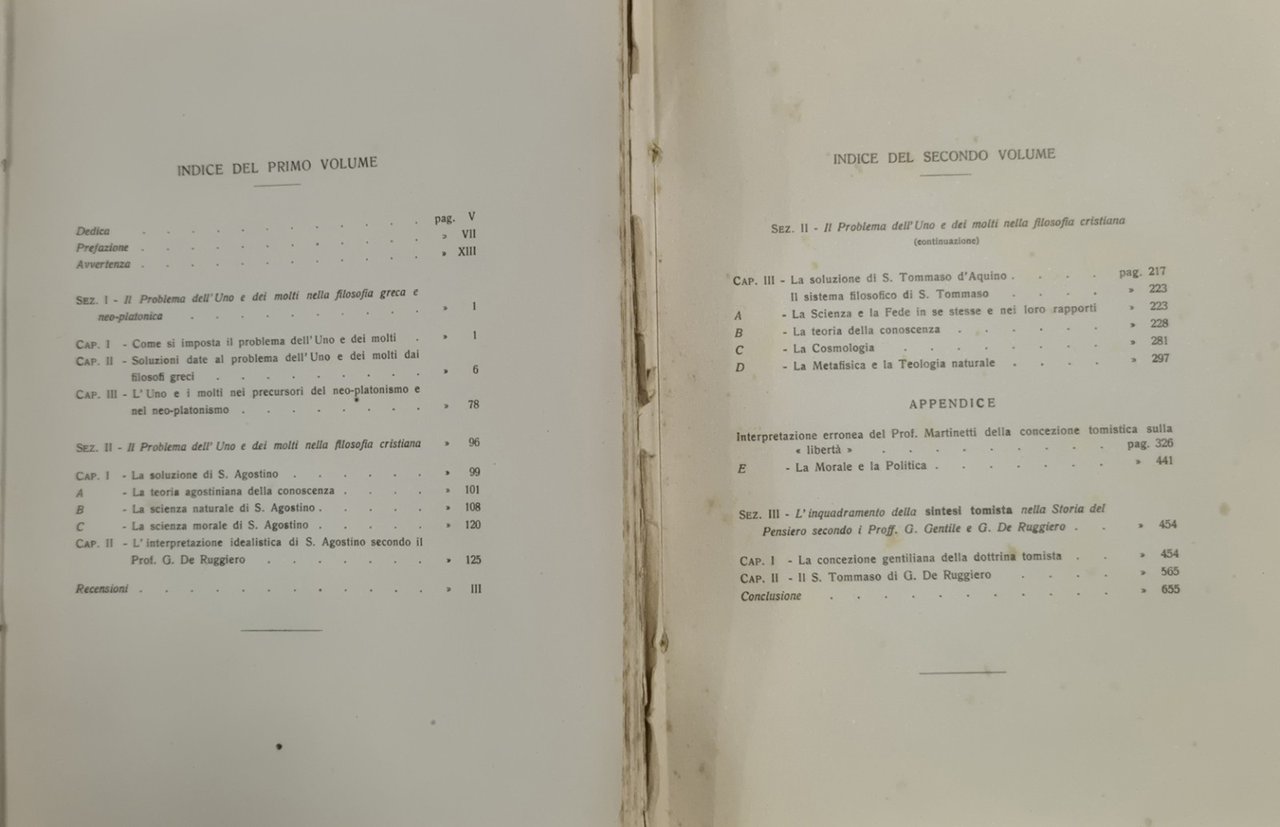 INDICE DEL PRIMO VOLUME
Dedica . . . . . . . . . . . . pag. V
Prefazione . . . . . . . . . . . . » VII
Avvertenza . . . . . . . . . . . . » XIII
SEZ. I - Il Problema dell'Uno e dei molti nella filosofia greca e
neo-platonica . . . . . . . . . . » 1
CAP. I - Come si imposta il problema dell'Uno e dei molti . » 1
CAP. II - Soluzioni date al problema dell'Uno e dei molti dai
filosofi greci . . . . . . . . . » 6
CAP. III - L'Uno e i molti nei precursori del neo-platonismo e
nel neo-platonismo . . . . . . . . » 78
SEZ. II - Il Problema dell'Uno e dei molti nella filosofia cristiana » 96
CAP. I - La soluzione di S. Agostino . . . . . . » 99
A - La teoria agostiniana della conoscenza . . . . » 101
B - La scienza naturale di S. Agostino . . . . . » 108
C - La scienza morale di S. Agostino . . . . . » 120
CAP. II - L'interpretazione idealistica di S. Agostino secondo il
Prof. G. De Ruggiero . . . . . . . » 125
Recensioni . . . . . . . . . . . . » III
INDICE DEL SECONDO VOLUME
SEZ. II - Il Problema dell'Uno e dei molti nella filosofia cristiana
(continuazione)
CAP. III - La soluzione di S. Tommaso d'Aquino . . . . pag. 217
Il sistema filosofico di S. Tommaso . . . . » 223
A - La Scienza e la Fede in se stesse e nei loro rapporti » 223
B - La teoria della conoscenza . . . . . . » 228
C - La Cosmologia . . . . . . . . » 281
D - La Metafisica e la Teologia naturale . . . . » 297
APPENDICE
Interpretazione erronea del Prof. Martinetti della concezione tomistica sulla
« libertà » . . . . . . . . . . pag. 326
E - La Morale e la Politica . . . . . . . » 441
SEZ. III - L'inquadramento della sintesi tomista nella Storia del
Pensiero secondo i Proff. G. Gentile e G. De Ruggiero . . » 454
CAP. I - La concezione gentiliana della dottrina tomista . . » 454
CAP. II - Il S. Tommaso di G. De Ruggiero . . . . » 565
Conclusione . . . . . . . . . . . » 655